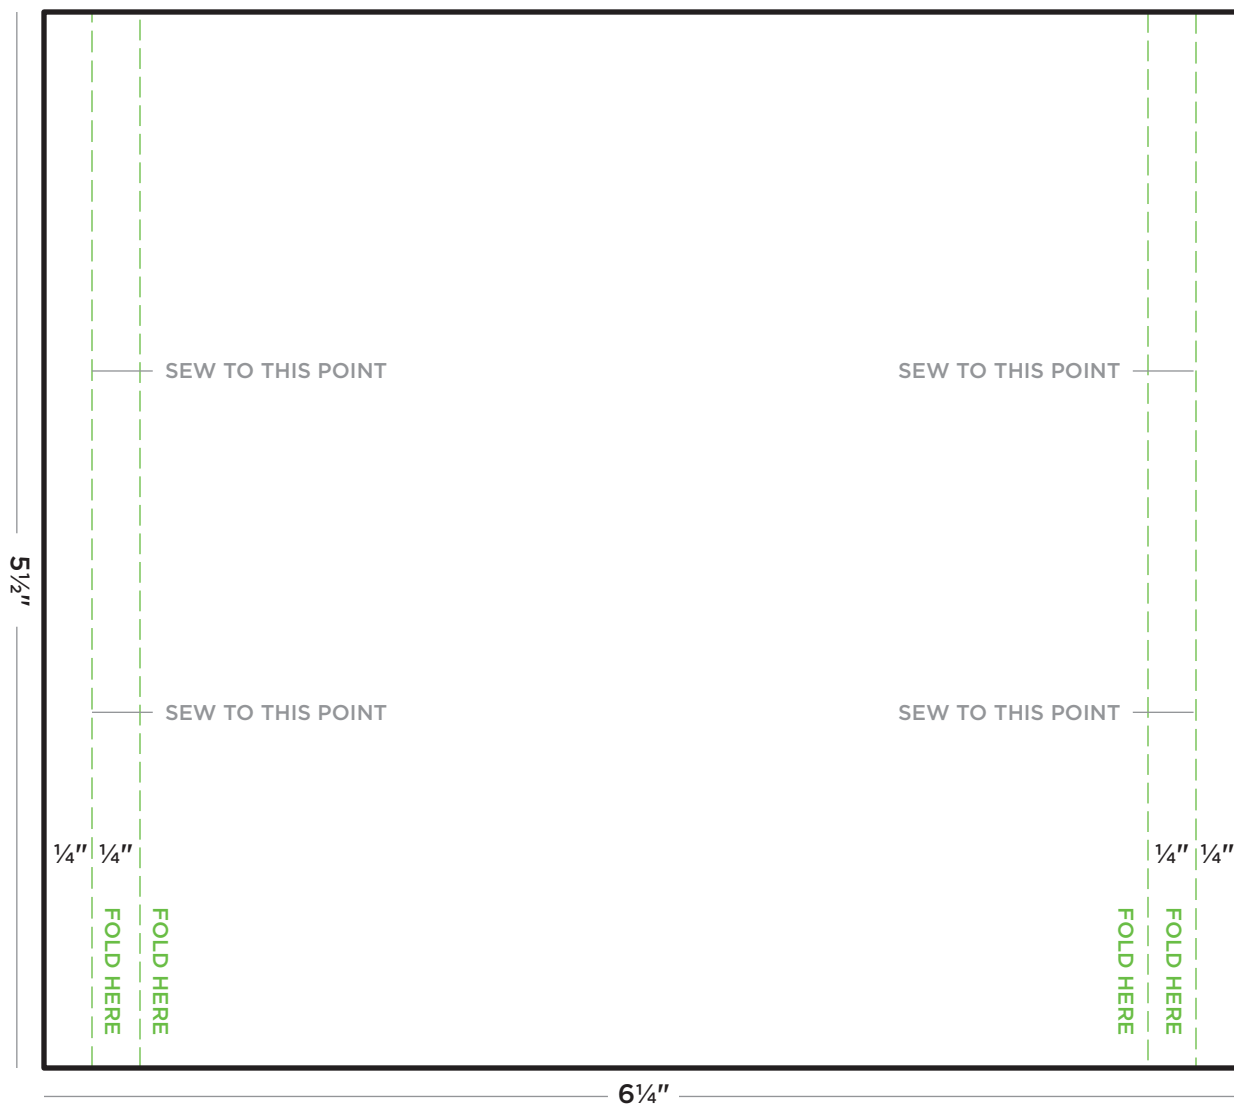 SEW TO THIS POINT
SEW TO THIS POINT
5½"
SEW TO THIS POINT
SEW TO THIS POINT
¼" ¼"
¼" ¼"
FOLD HERE
FOLD HERE
FOLD HERE
FOLD HERE
6¼"